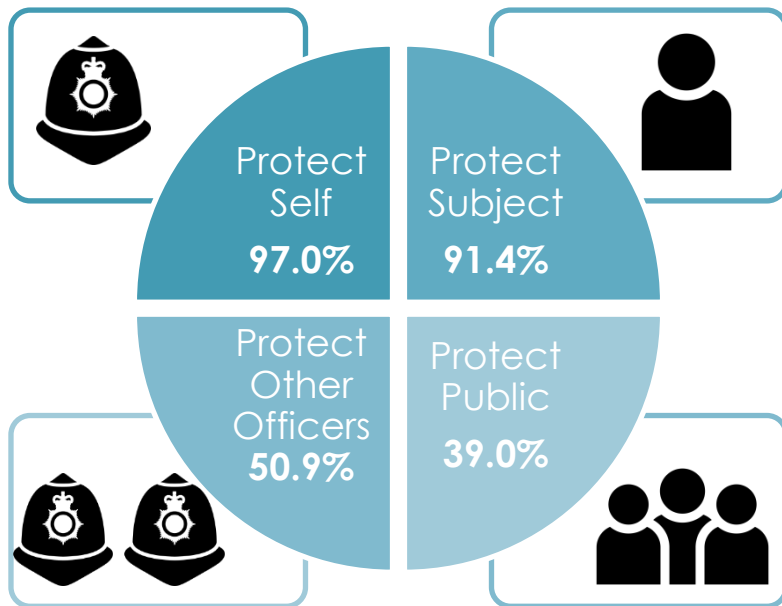 Protect
Self
97.0%
Protect
Subject
91.4%
Protect
Other
Officers
50.9%
Protect
Public
39.0%